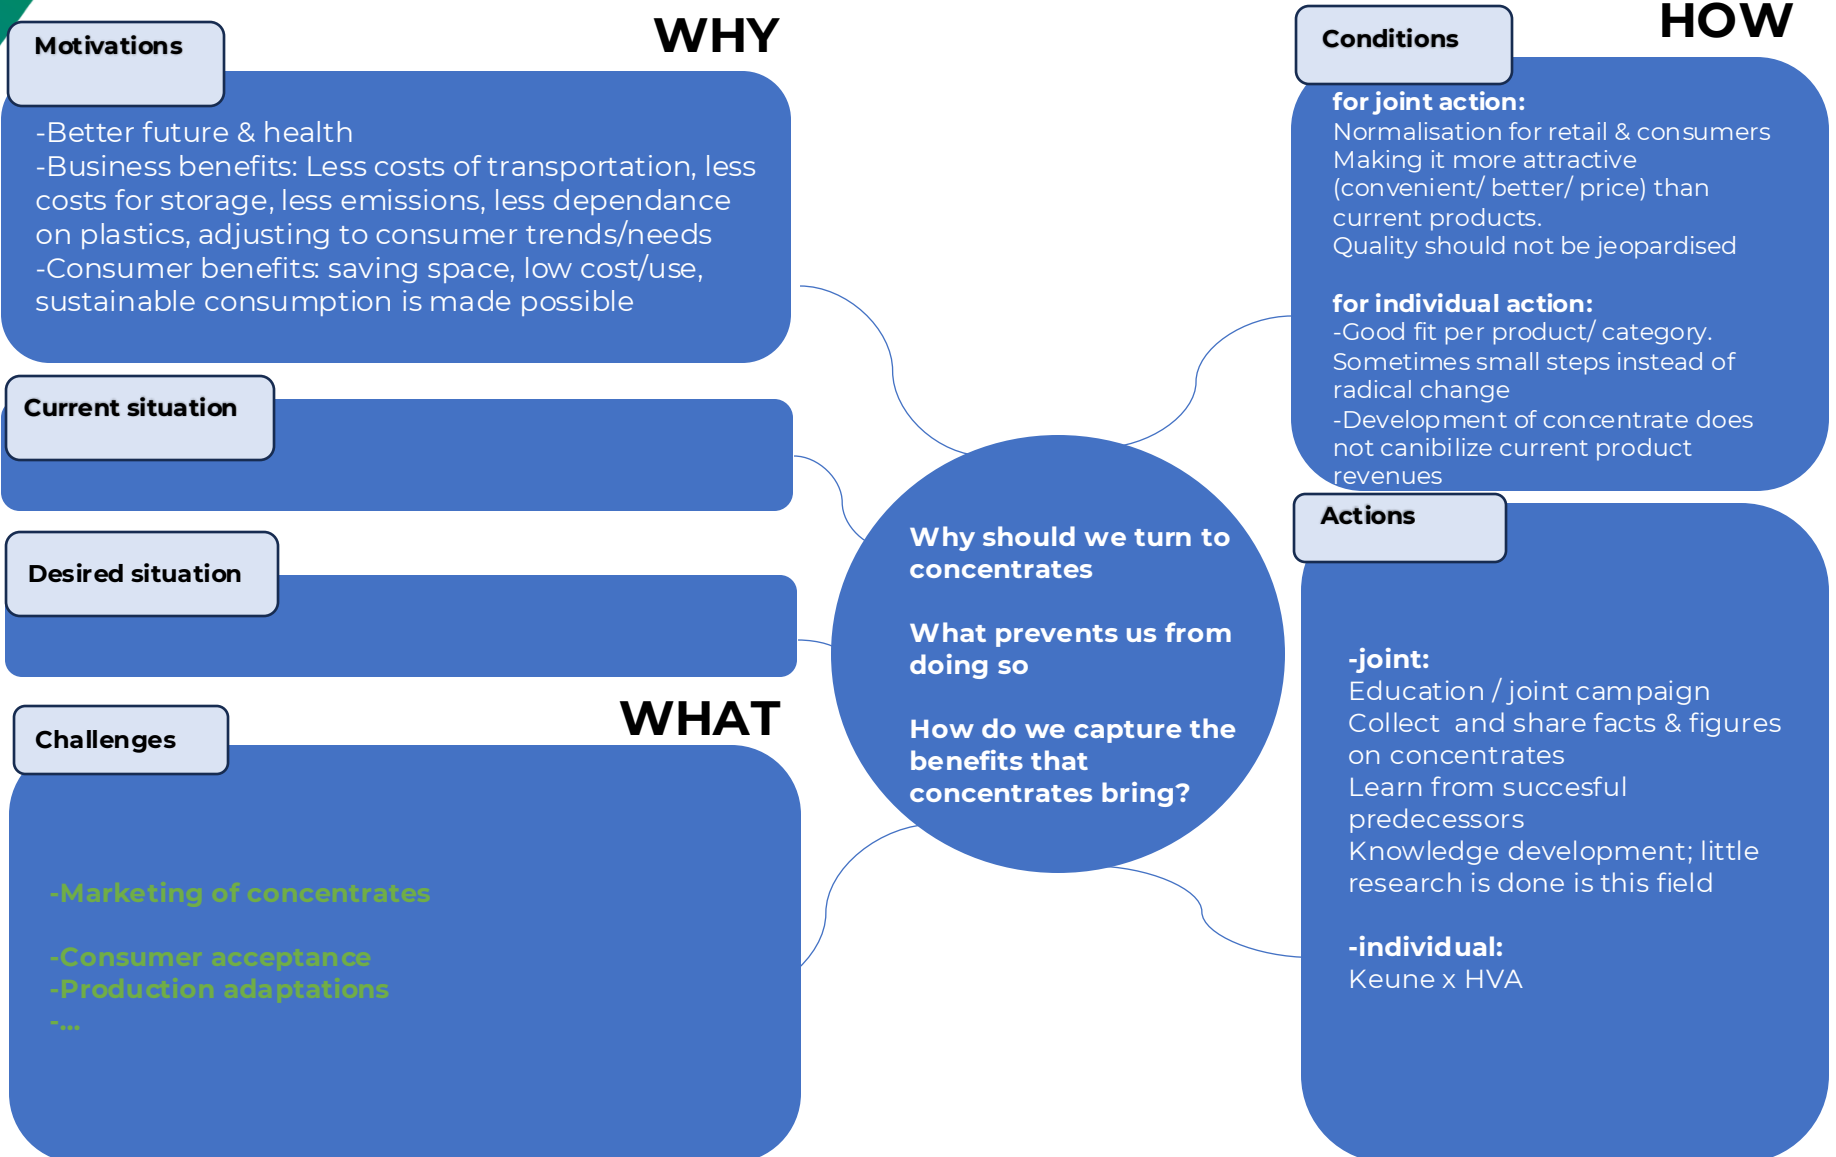 WHY
Motivations
-Better future & health
-Business benefits: Less costs of transportation, less
costs for storage, less emissions, less dependance
on plastics, adjusting to consumer trends/needs
-Consumer benefits: saving space, low cost/use,
sustainable consumption is made possible
Current situation
Desired situation
WHAT
Challenges
-Marketing of concentrates
-Consumer acceptance
-Production adaptations
-...
Why should we turn to
concentrates
What prevents us from
doing so
How do we capture the
benefits that
concentrates bring?
HOW
Conditions
for joint action:
Normalisation for retail & consumers
Making it more attractive
(convenient/ better/ price) than
current products.
Quality should not be jeopardised
for individual action:
-Good fit per product/ category.
Sometimes small steps instead of
radical change
-Development of concentrate does
not canibilize current product
revenues
Actions
-joint:
Education / joint campaign
Collect  and share facts & figures
on concentrates
Learn from succesful
predecessors
Knowledge development; little
research is done is this field
-individual:
Keune x HVA